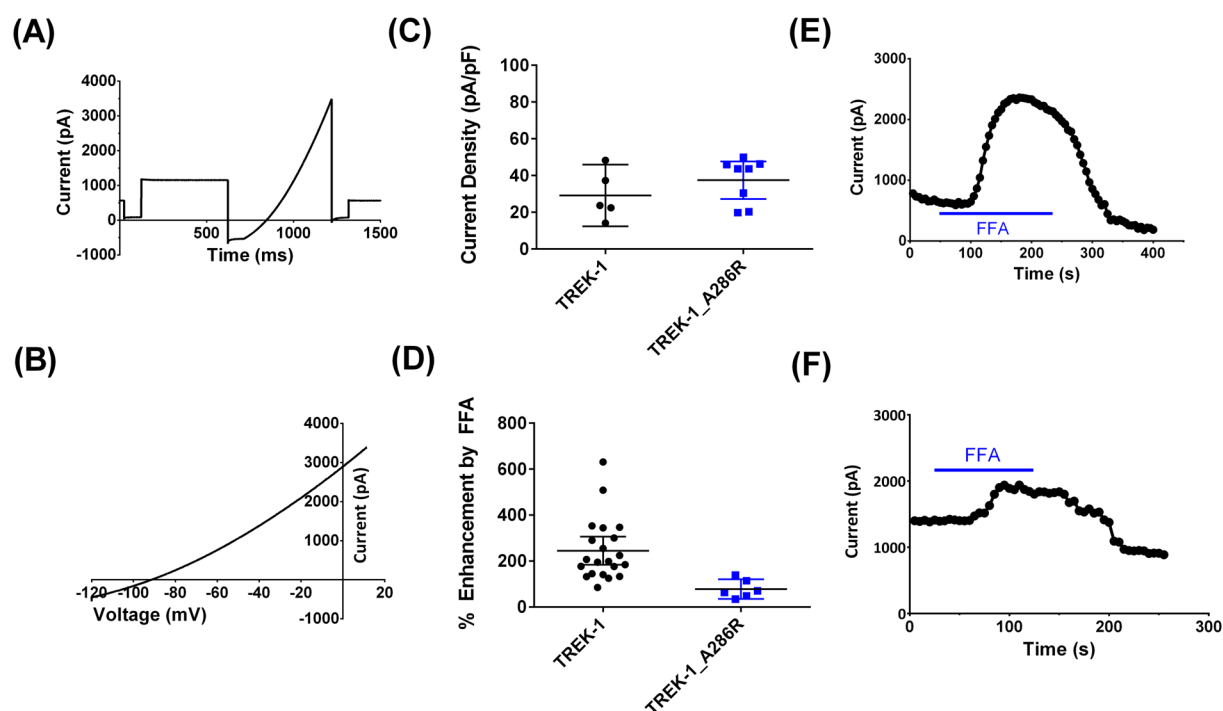 (A)
Current (pA)
4000
3000
2000
1000
0
-1000
500
1000
1500
Time (ms)
(B)
4000
3000
2000
1000
-1000
Current (pA)
-120
-100
-80
-60
-40
-20
0
20
Voltage (mV)
(C)
Current Density (pA/pF)
100
80
60
40
20
0
TREK-1
TREK-1_A286R
(D)
% Enhancement by FFA
800
600
400
200
0
TREK-1
TREK-1_A286R
(E)
Current (pA)
3000
2000
1000
0
FFA
0
100
200
300
400
Time (s)
(F)
Current (pA)
3000
2000
1000
0
FFA
0
100
200
300
Time (s)